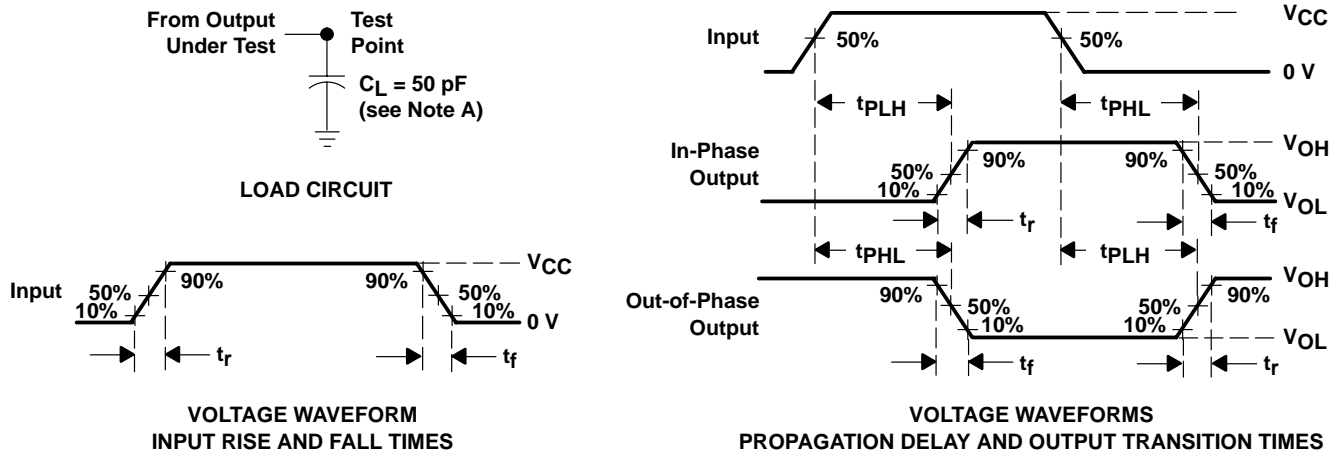 From Output
Under Test
Test
Point
CL = 50 pF
(see Note A)
LOAD CIRCUIT
Input
VCC
50%
50%
0 V
tPLH
tPHL
In-Phase
Output
VOH
90%
90%
50%
50%
10%
10%
VOL
tr
tf
tPHL
tPLH
Out-of-Phase
Output
VOH
90%
90%
50%
50%
10%
10%
VOL
tf
tr
VOLTAGE WAVEFORMS
PROPAGATION DELAY AND OUTPUT TRANSITION TIMES
Input
VCC
90%
90%
50%
50%
10%
10%
0 V
tr
tf
VOLTAGE WAVEFORM
INPUT RISE AND FALL TIMES